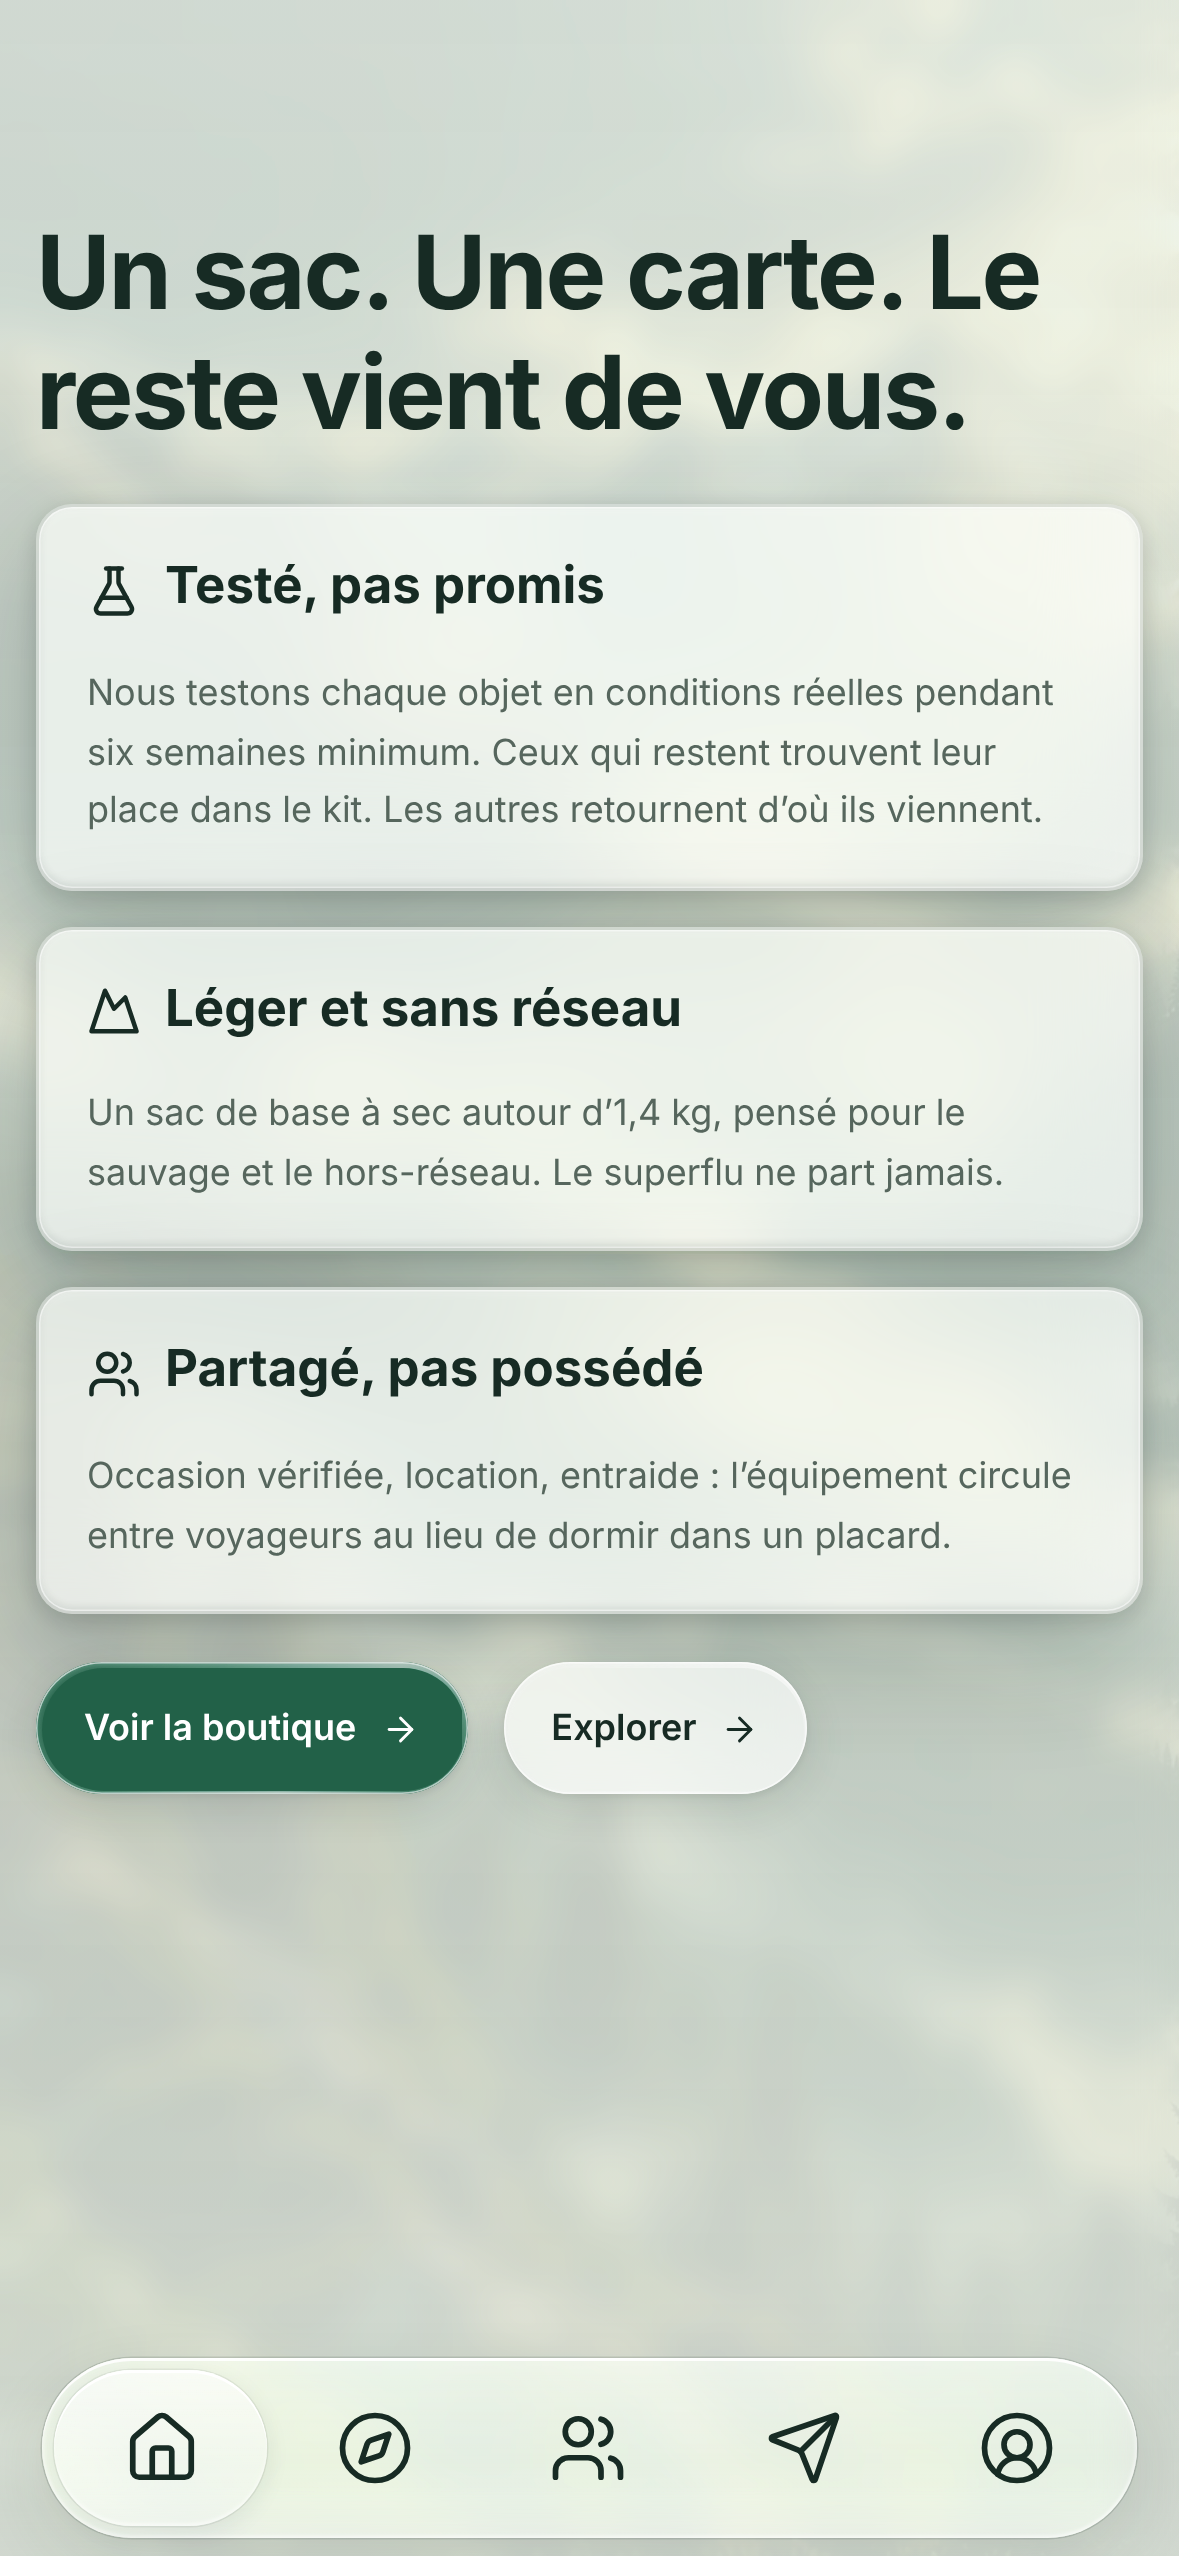 Un sac. Une carte. Le
reste vient de vous.
Testé, pas promis
Nous testons chaque objet en conditions réelles pendant
six semaines minimum. Ceux qui restent trouvent leur
place dans le kit. Les autres retournent d’où ils viennent.
Léger et sans réseau
Un sac de base à sec autour d’1,4 kg, pensé pour le
sauvage et le hors-réseau. Le superflu ne part jamais.
Partagé, pas possédé
Occasion vérifiée, location, entraide : l’équipement circule
entre voyageurs au lieu de dormir dans un placard.
Voir la boutique →
Explorer →